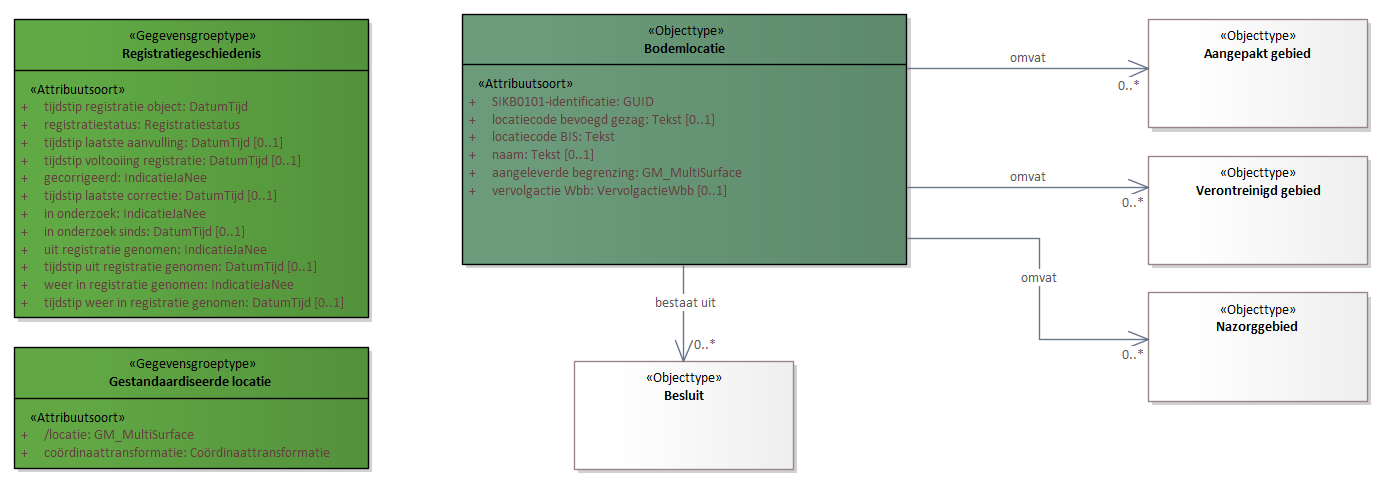 «Gegevensgroeptype»
Registratiegeschiedenis
«Attribuutsoort»
+ tijdstip registratie object: DatumTijd
+ registratiestatus: Registratiestatus
+ tijdstip laatste aanvulling: DatumTijd [0..1]
+ tijdstip voltooiing registratie: DatumTijd [0..1]
+ gecorrigeerd: IndicatieJaNee
+ tijdstip laatste correctie: DatumTijd [0..1]
+ in onderzoek: IndicatieJaNee
+ in onderzoek sinds: DatumTijd [0..1]
+ uit registratie genomen: IndicatieJaNee
+ tijdstip uit registratie genomen: DatumTijd [0..1]
+ weer in registratie genomen: IndicatieJaNee
+ tijdstip weer in registratie genomen: DatumTijd [0..1]
«Gegevensgroeptype»
Gestandaardiseerde locatie
«Attribuutsoort»
+ /locatie: GM_MultiSurface
+ coördinaattransformatie: Coördinaattransformatie
«Objecttype»
Bodemlocatie
«Attribuutsoort»
+ SIKB0101-identificatie: GUID
+ locatiecode bevoegd gezag: Tekst [0..1]
+ locatiecode BIS: Tekst
+ naam: Tekst [0..1]
+ aangeleverde begrenzing: GM_MultiSurface
+ vervolgactie Wbb: VervolgactieWbb [0..1]
bestaat uit
0..*
«Objecttype»
Besluit
omvat
0..*
«Objecttype»
Aangepakt gebied
omvat
0..*
«Objecttype»
Verontreinigd gebied
omvat
0..*
«Objecttype»
Nazorggebied